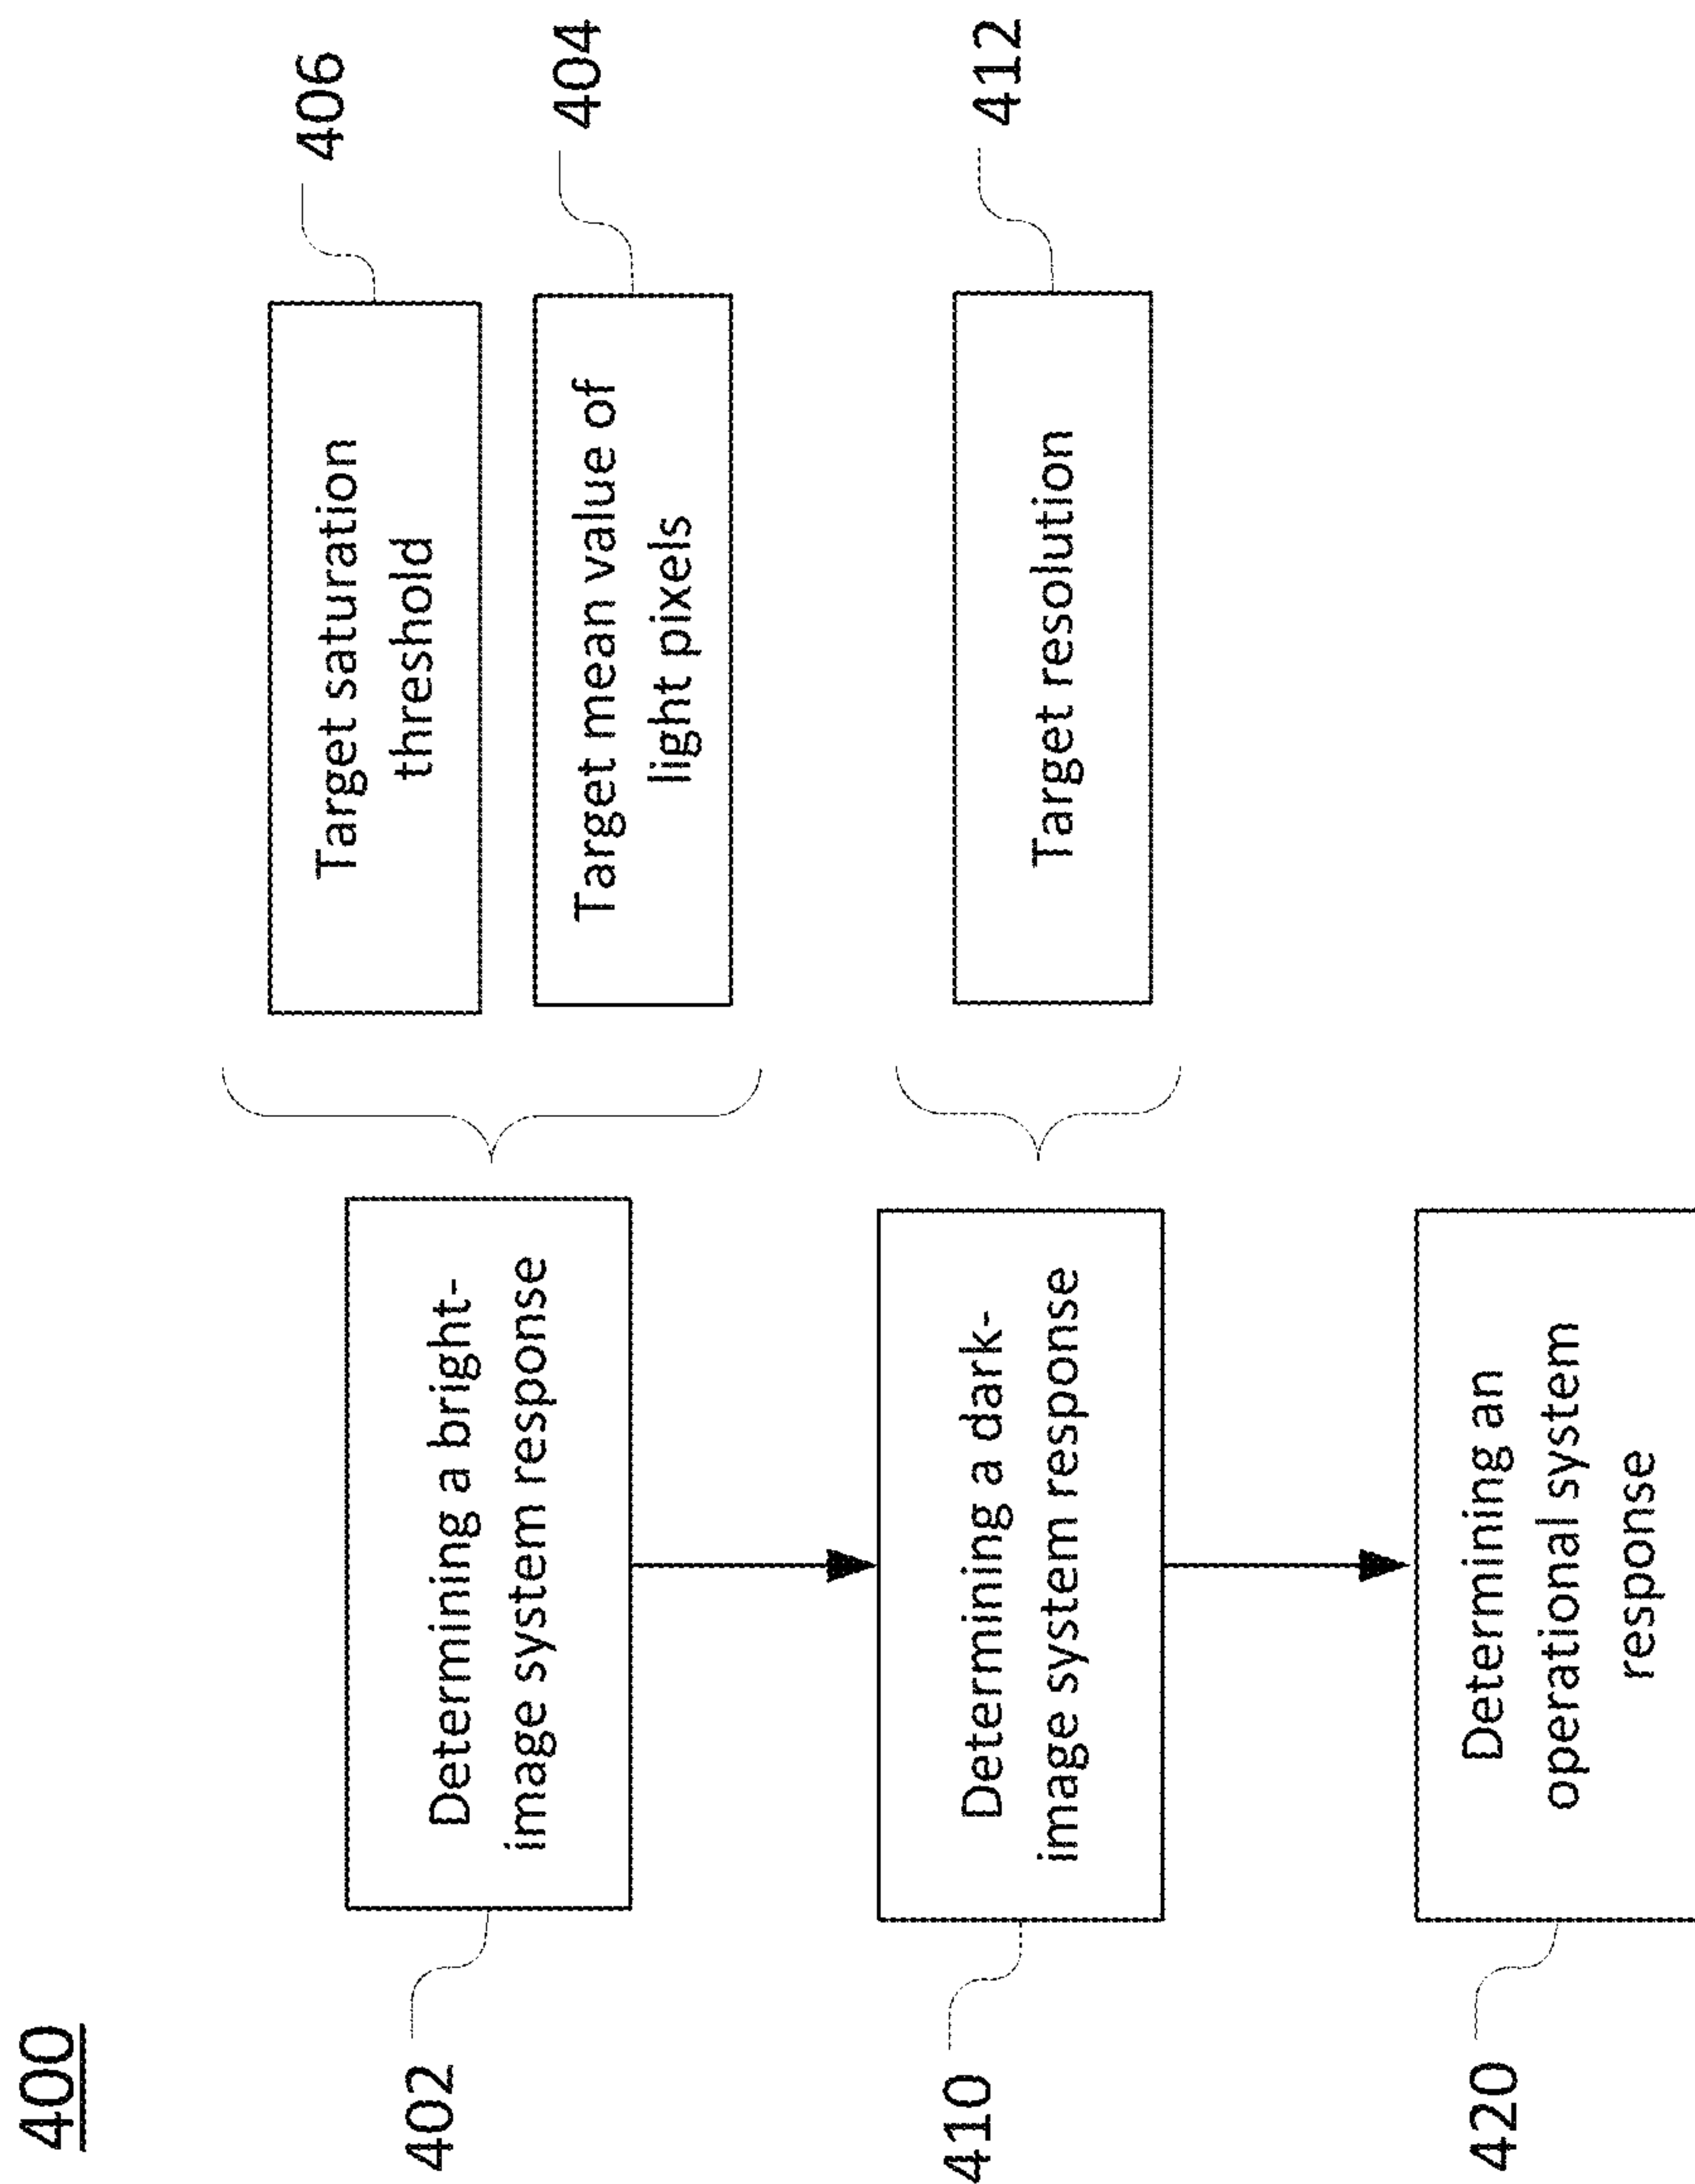 400
402
Determining a bright-
image system response
Target saturation
threshold
406
Target mean value of
light pixels
404
410
Determining a dark-
image system response
Target resolution
412
420
Determining an
operational system
response